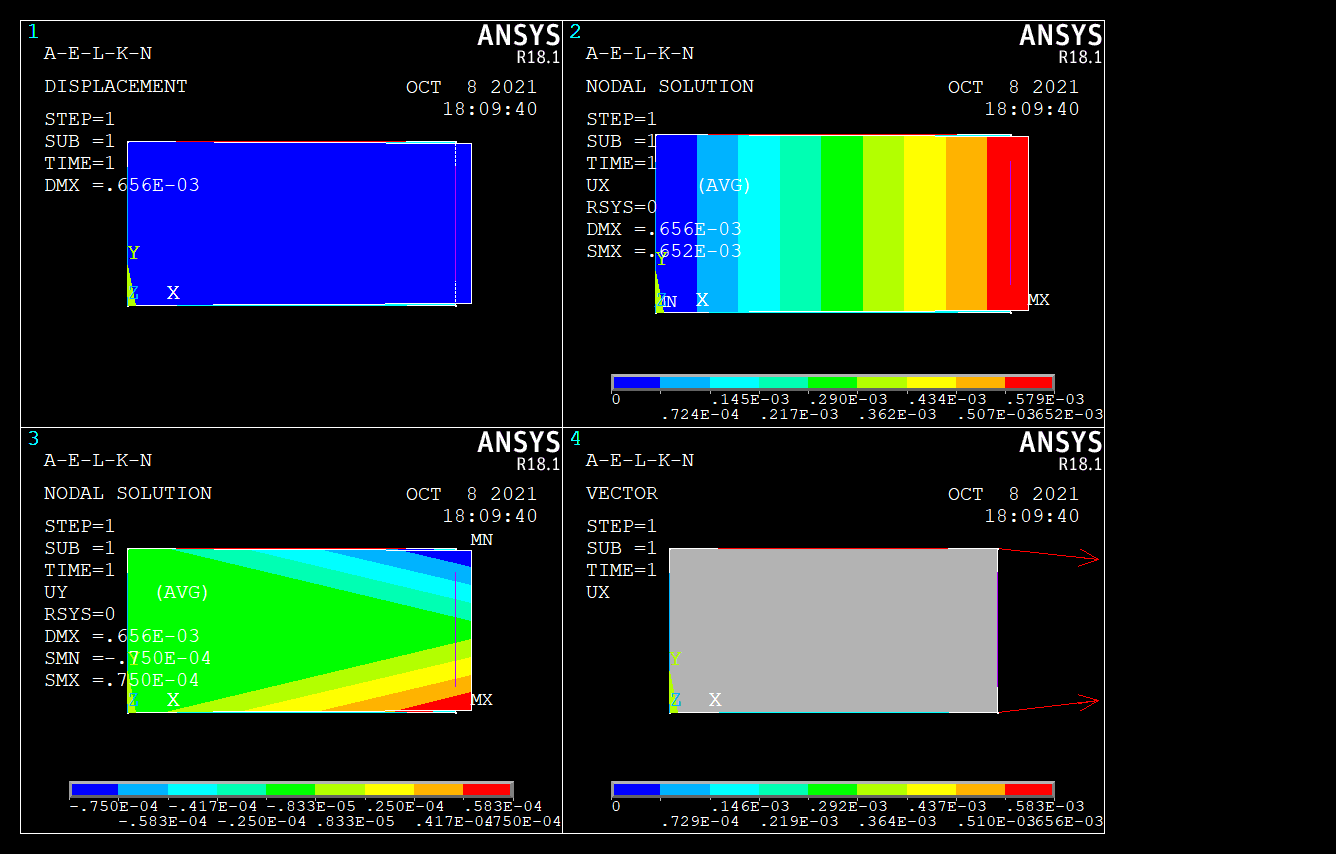 1
ANSYS
R18.1
A-E-L-K-N
DISPLACEMENT
OCT 8 2021
18:09:40
STEP=1
SUB =1
TIME=1
DMX =.656E-03
Y
Z X
2
ANSYS
R18.1
A-E-L-K-N
NODAL SOLUTION
OCT 8 2021
18:09:40
STEP=1
SUB =1
TIME=1
UX (AVG)
RSYS=0
DMX =.656E-03
SMX =.652E-03
Y
Z MN X MX
0 .145E-03 .290E-03 .434E-03 .579E-03
.724E-04 .217E-03 .362E-03 .507E-03 .652E-03
3
ANSYS
R18.1
A-E-L-K-N
NODAL SOLUTION
OCT 8 2021
18:09:40
STEP=1
MN
SUB =1
TIME=1
UY (AVG)
RSYS=0
DMX =.656E-03
SMN =-.750E-04
Y
SMX =.750E-04
Z X MX
-.750E-04 -.417E-04 -.833E-05 .250E-04 .583E-04
-.583E-04 -.250E-04 .833E-05 .417E-04 .750E-04
4
ANSYS
R18.1
A-E-L-K-N
VECTOR
OCT 8 2021
18:09:40
STEP=1
SUB =1
TIME=1
UX
Y
Z X
0 .146E-03 .292E-03 .437E-03 .583E-03
.729E-04 .219E-03 .364E-03 .510E-03 .656E-03